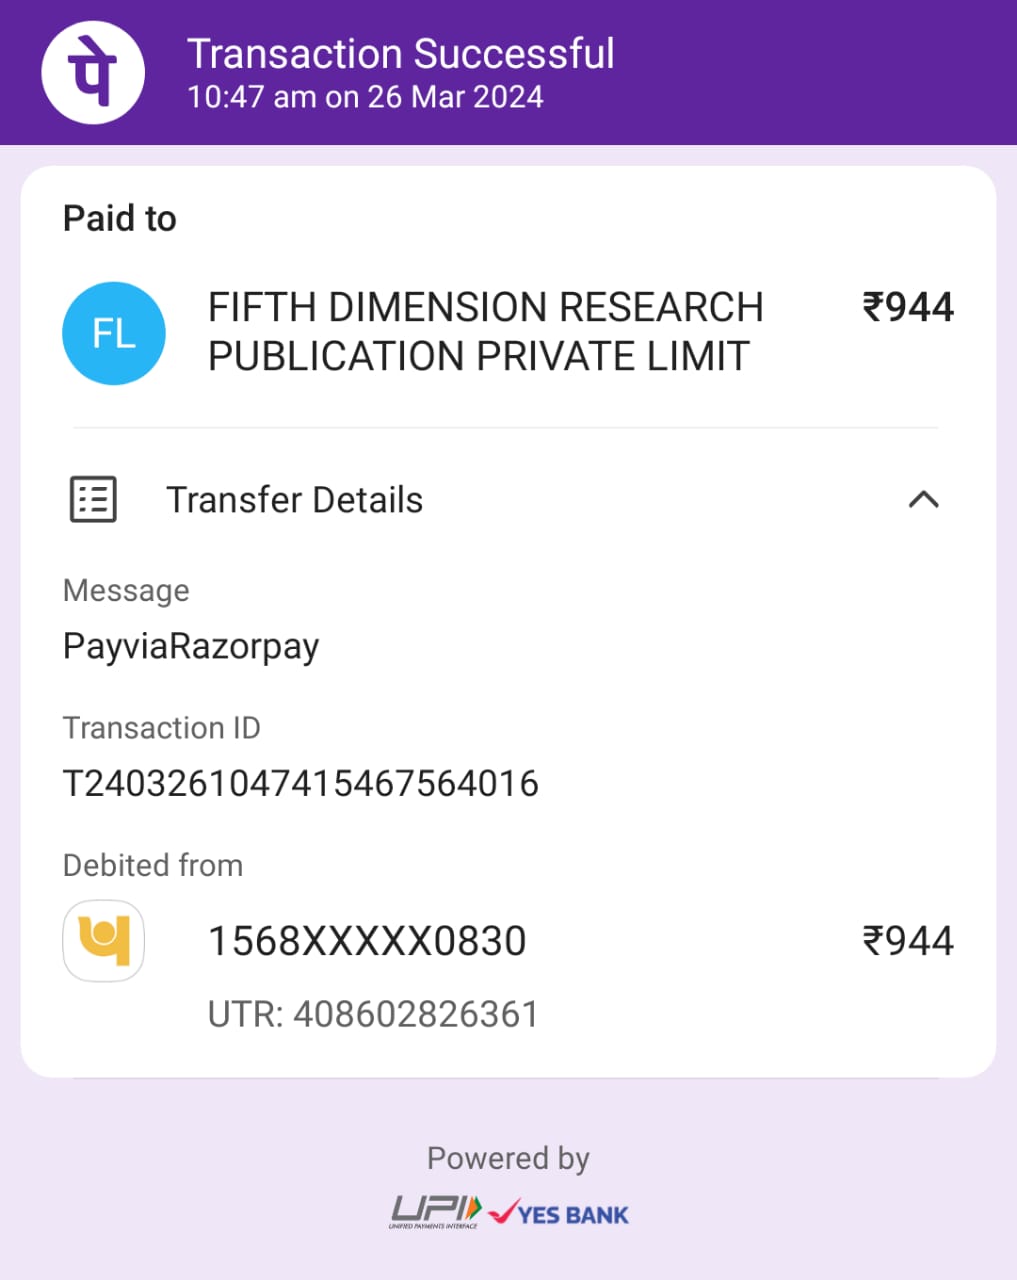 पे
Transaction Successful
10:47 am on 26 Mar 2024
Paid to
FL
FIFTH DIMENSION RESEARCH
PUBLICATION PRIVATE LIMIT
₹944
Transfer Details
Message
PayviaRazorpay
Transaction ID
T2403261047415467564016
Debited from
1568XXXXX0830
₹944
UTR: 408602826361
Powered by
UPI
UNIFIED PAYMENTS INTERFACE
YES BANK